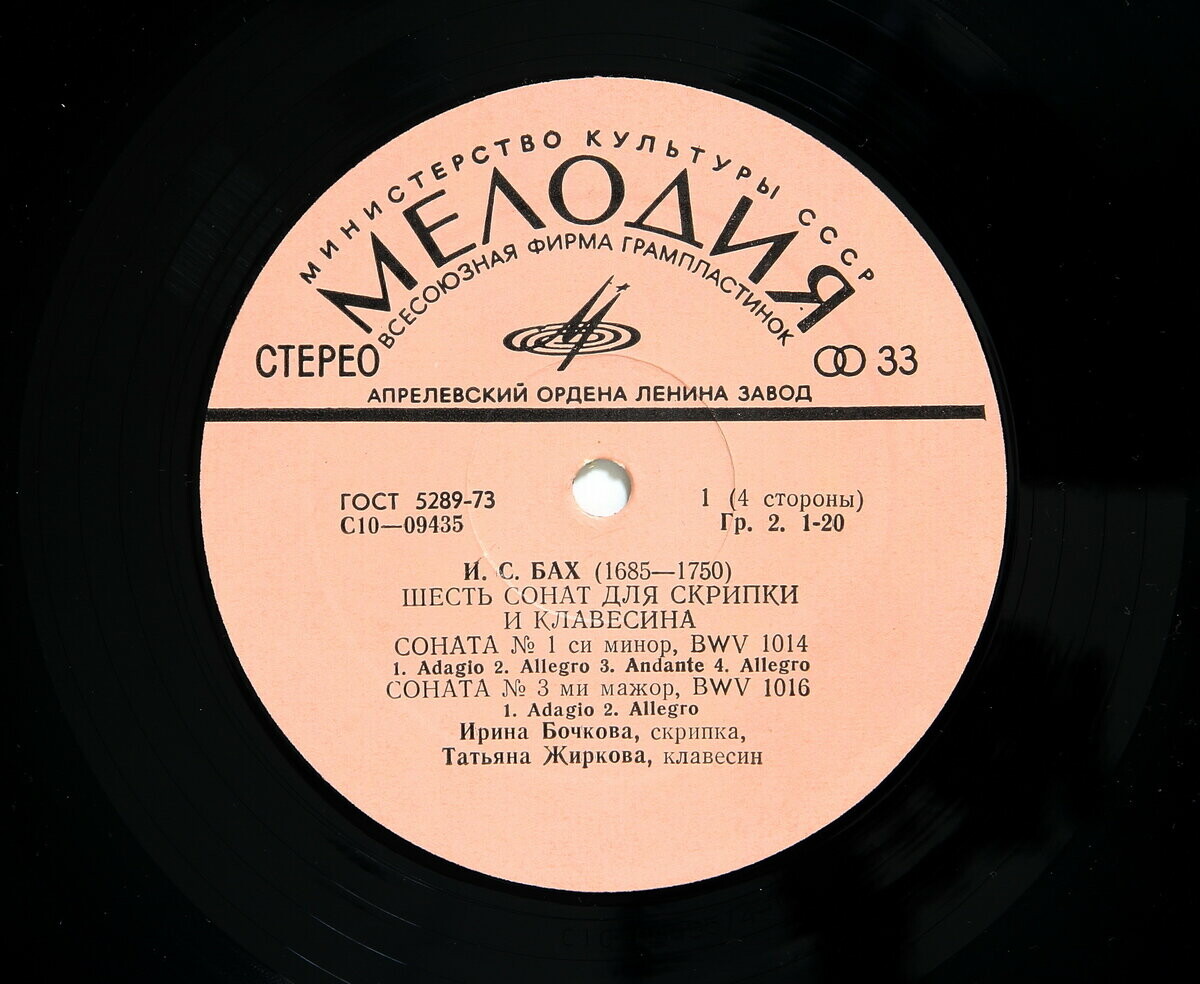 МИНИСТЕРСТВО КУЛЬТУРЫ СССР
МЕЛОДИЯ
ВСЕСОЮЗНАЯ ФИРМА ГРАМПЛАСТИНОК
СТЕРЕО
33
АПРЕЛЕВСКИЙ ОРДЕНА ЛЕНИНА ЗАВОД
ГОСТ 5289-73
1 (4 стороны)
С10—09435
Гр. 2. 1-20
И. С. БАХ (1685—1750)
ШЕСТЬ СОНАТ ДЛЯ СКРИПКИ
И КЛАВЕСИНА
СОНАТА № 1 си минор, BWV 1014
1. Adagio 2. Allegro 3. Andante 4. Allegro
СОНАТА № 3 ми мажор, BWV 1016
1. Adagio 2. Allegro
Ирина Бочкова, скрипка,
Татьяна Жиркова, клавесин